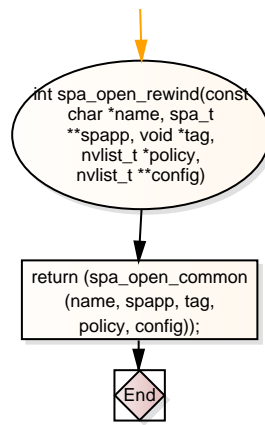 int spa_open_rewind(const
char *name, spa_t
**spapp, void *tag,
nvlist_t *policy,
nvlist_t **config)
return (spa_open_common
(name, spapp, tag,
policy, config));
End